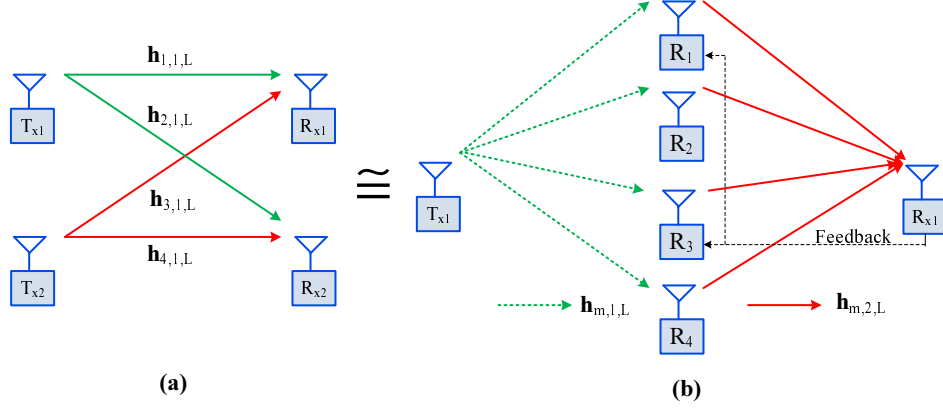 h1,1,L
Tx1
Rx1
h2,1,L
h3,1,L
Tx2
h4,1,L
Rx2
(a)
≅
Tx1
R1
R2
R3
R4
Feedback
Rx1
hm,1,L
hm,2,L
(b)